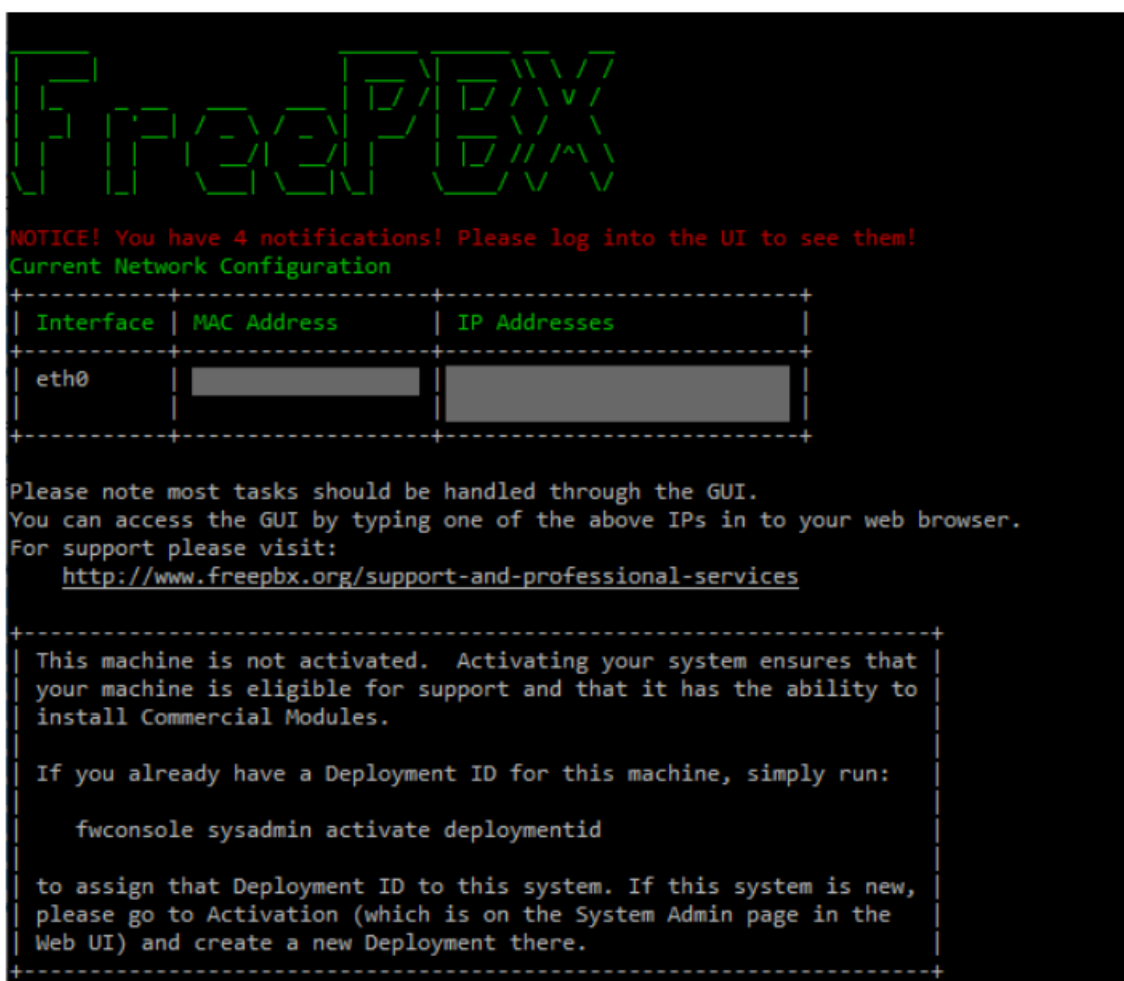 FreePBX
NOTICE! You have 4 notifications! Please log into the UI to see them!
Current Network Configuration
+-----------+-------------------+---------------------------+
| Interface | MAC Address       | IP Addresses              |
+-----------+-------------------+---------------------------+
| eth0      |                   |                           |
|           |                   |                           |
+-----------+-------------------+---------------------------+
Please note most tasks should be handled through the GUI.
You can access the GUI by typing one of the above IPs in to your web browser.
For support please visit:
http://www.freepbx.org/support-and-professional-services
+---------------------------------------------------------------------+
| This machine is not activated.  Activating your system ensures that |
| your machine is eligible for support and that it has the ability to |
| install Commercial Modules.                                         |
|                                                                     |
| If you already have a Deployment ID for this machine, simply run:   |
|                                                                     |
|    fwconsole sysadmin activate deploymentid                         |
|                                                                     |
| to assign that Deployment ID to this system. If this system is new, |
| please go to Activation (which is on the System Admin page in the   |
| Web UI) and create a new Deployment there.                          |
+---------------------------------------------------------------------+